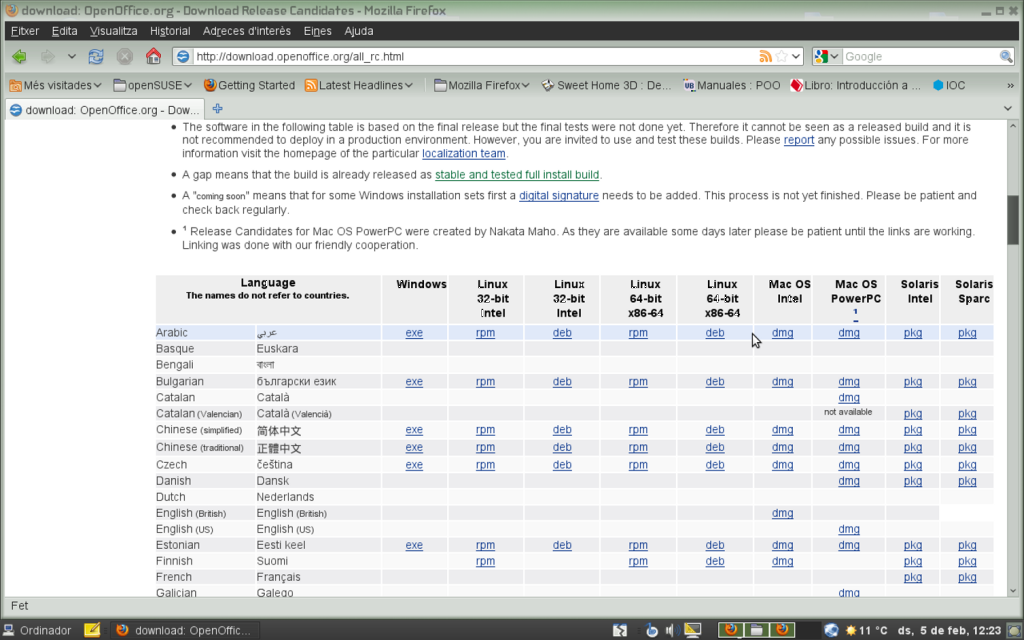 download: OpenOffice.org - Download Release Candidates - Mozilla Firefox
Fitxer Edita Visualitza Historial Adreces d'interès Eines Ajuda
http://download.openoffice.org/all_rc.html Google
Més visitades openSUSE Getting Started Latest Headlines Mozilla Firefox Sweet Home 3D : De... Manuales : POO Libro: Introducción a ... IOC »
download: OpenOffice.org - Dow...
The software in the following table is based on the final release but the final tests were not done yet. Therefore it cannot be seen as a released build and it is
not recommended to deploy in a production environment. However, you are invited to use and test these builds. Please report any possible issues. For more
information visit the homepage of the particular localization team.
A gap means that the build is already released as stable and tested full install build.
A "coming soon" means that for some Windows installation sets first a digital signature needs to be added. This process is not yet finished. Please be patient and
check back regularly.
¹ Release Candidates for Mac OS PowerPC were created by Nakata Maho. As they are available some days later please be patient until the links are working.
Linking was done with our friendly cooperation.
Language Windows Linux Linux Linux Linux Mac OS Mac OS Solaris Solaris
The names do not refer to countries. 32-bit 32-bit 64-bit 64-bit Intel PowerPC Intel Sparc
Intel Intel x86-64 x86-64 1
Arabic عربي exe rpm deb rpm deb dmg dmg pkg pkg
Basque Euskara
Bengali বাংলা
Bulgarian български език exe rpm deb rpm deb dmg dmg pkg pkg
Catalan Català dmg
Catalan (Valencian) Català (Valencià) not available pkg pkg
Chinese (simplified) 简体中文 exe rpm deb rpm deb dmg dmg pkg pkg
Chinese (traditional) 正體中文 exe rpm deb rpm deb dmg dmg pkg pkg
Czech čeština exe rpm deb rpm deb dmg dmg pkg pkg
Danish Dansk dmg pkg pkg
Dutch Nederlands
English (British) English (British) dmg
English (US) English (US) dmg
Estonian Eesti keel exe rpm deb rpm deb dmg dmg pkg pkg
Finnish Suomi rpm rpm deb dmg pkg pkg
French Français pkg pkg
Galician Galego dmg
Fet
Ordinador download: OpenOffic... 11 °C ds, 5 de feb, 12:23